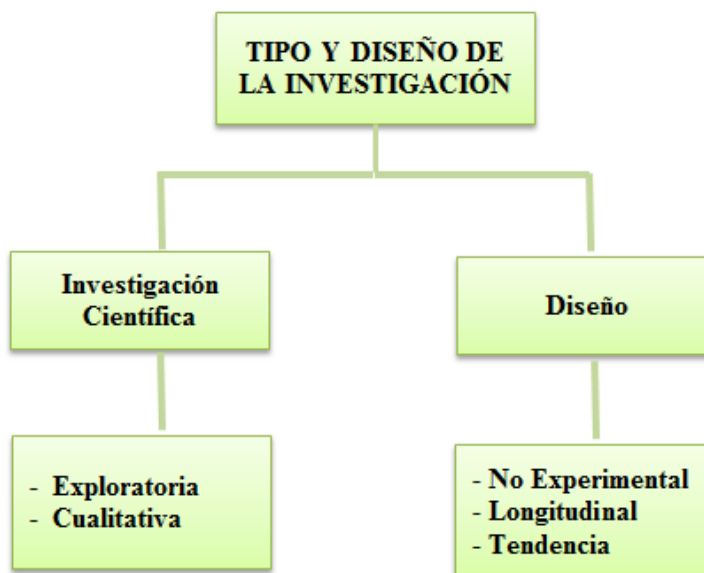 TIPO Y DISEÑO DE
LA INVESTIGACIÓN
Investigación
Científica
Diseño
- Exploratoria
- Cualitativa
- No Experimental
- Longitudinal
- Tendencia